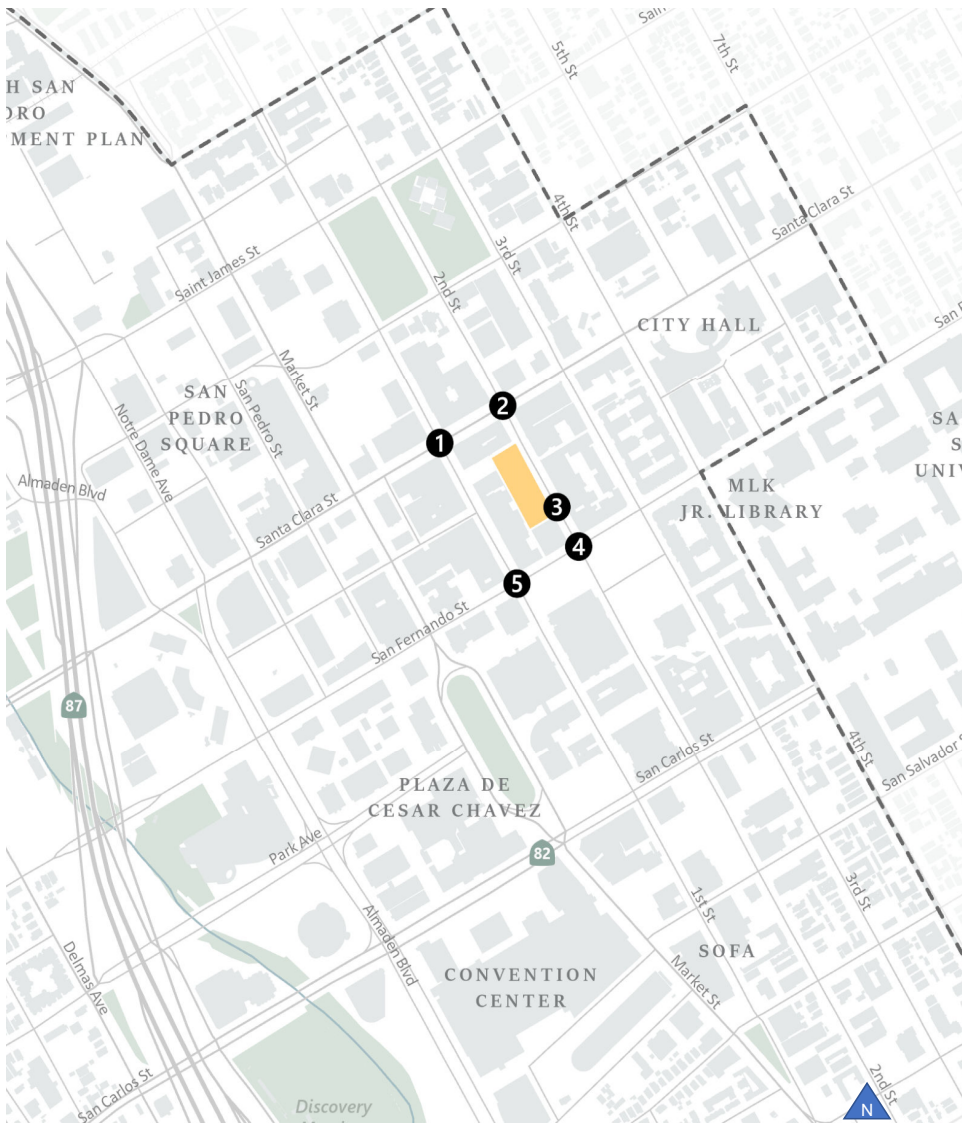 Sain
5th St
7th St
H SAN
DRO
MENT PLAN
4th St
Santa Clara St
3rd St
Saint James St
2nd St
CITY HALL
San F
Market St
SAN
PEDRO
SQUARE
San Pedro St
Notre Dame Ave
2
1
SA
S
UNIV
Almaden Blvd
MLK
JR. LIBRARY
3
Santa Clara St
4
5
San Fernando St
87
4th St
San Carlos St
San Salvador S
PLAZA DE
CESAR CHAVEZ
Park Ave
82
3rd St
1st St
Almaden Blvd
SOFA
Delmas Ave
CONVENTION
CENTER
Market St
2nd St
San Carlos St
Discovery
N